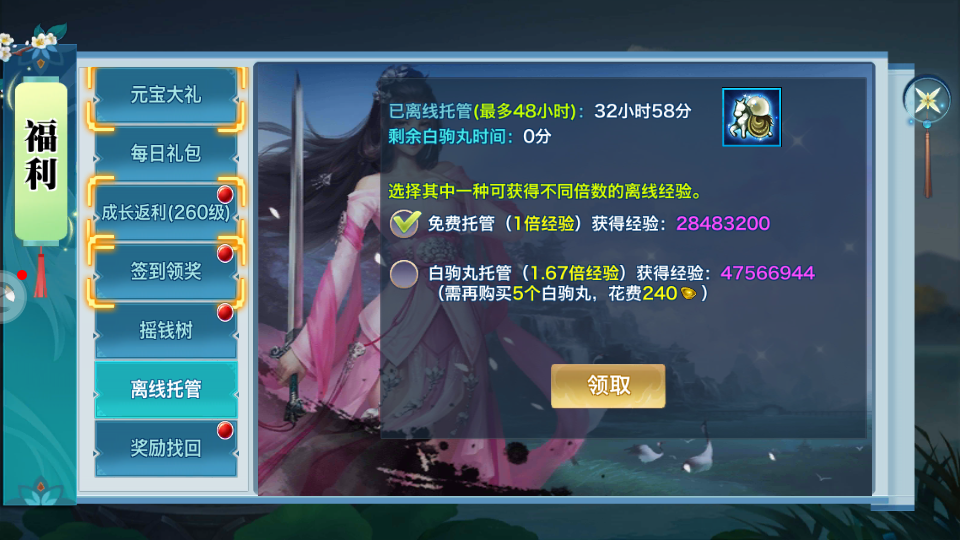 福利
元宝大礼
每日礼包
成长返利(260级)
签到领奖
摇钱树
离线托管
奖励找回
已离线托管(最多48小时)：32小时58分
剩余白驹丸时间：0分
选择其中一种可获得不同倍数的离线经验。
免费托管（1倍经验）获得经验：28483200
白驹丸托管（1.67倍经验）获得经验：47566944
（需再购买5个白驹丸，花费240）
领取